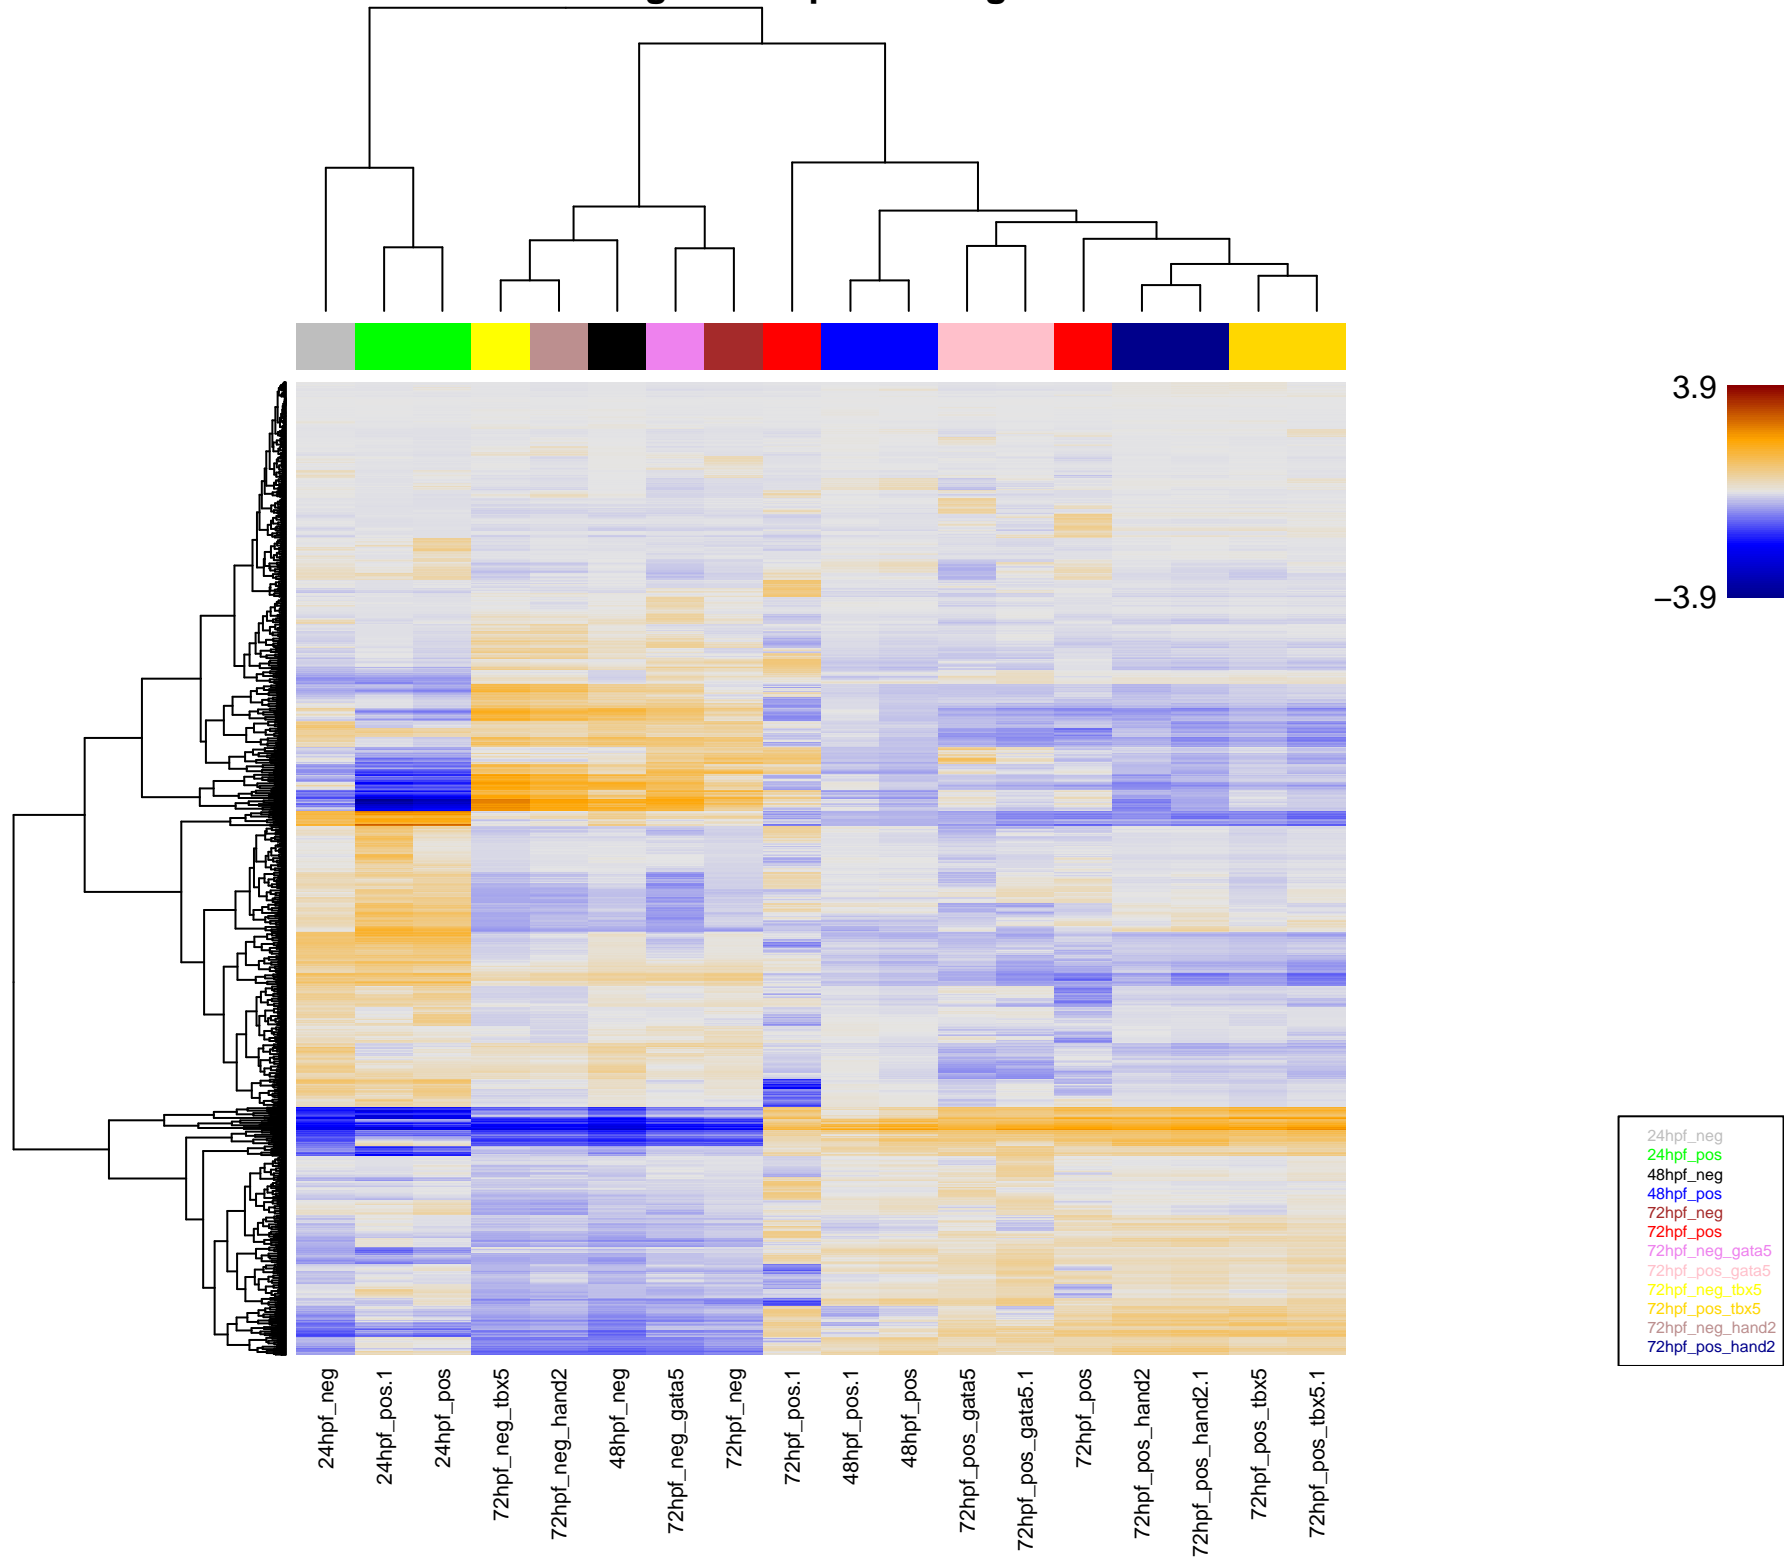 3.9
−3.9
24hpf_neg
24hpf_pos
48hpf_neg
48hpf_pos
72hpf_neg
72hpf_pos
72hpf_neg_gata5
72hpf_pos_gata5
72hpf_neg_tbx5
72hpf_pos_tbx5
72hpf_neg_hand2
72hpf_pos_hand2
24hpf_neg
24hpf_pos.1
24hpf_pos
72hpf_neg_tbx5
72hpf_neg_hand2
48hpf_neg
72hpf_neg_gata5
72hpf_neg
72hpf_pos.1
48hpf_pos.1
48hpf_pos
72hpf_pos_gata5
72hpf_pos_gata5.1
72hpf_pos
72hpf_pos_hand2
72hpf_pos_hand2.1
72hpf_pos_tbx5
72hpf_pos_tbx5.1